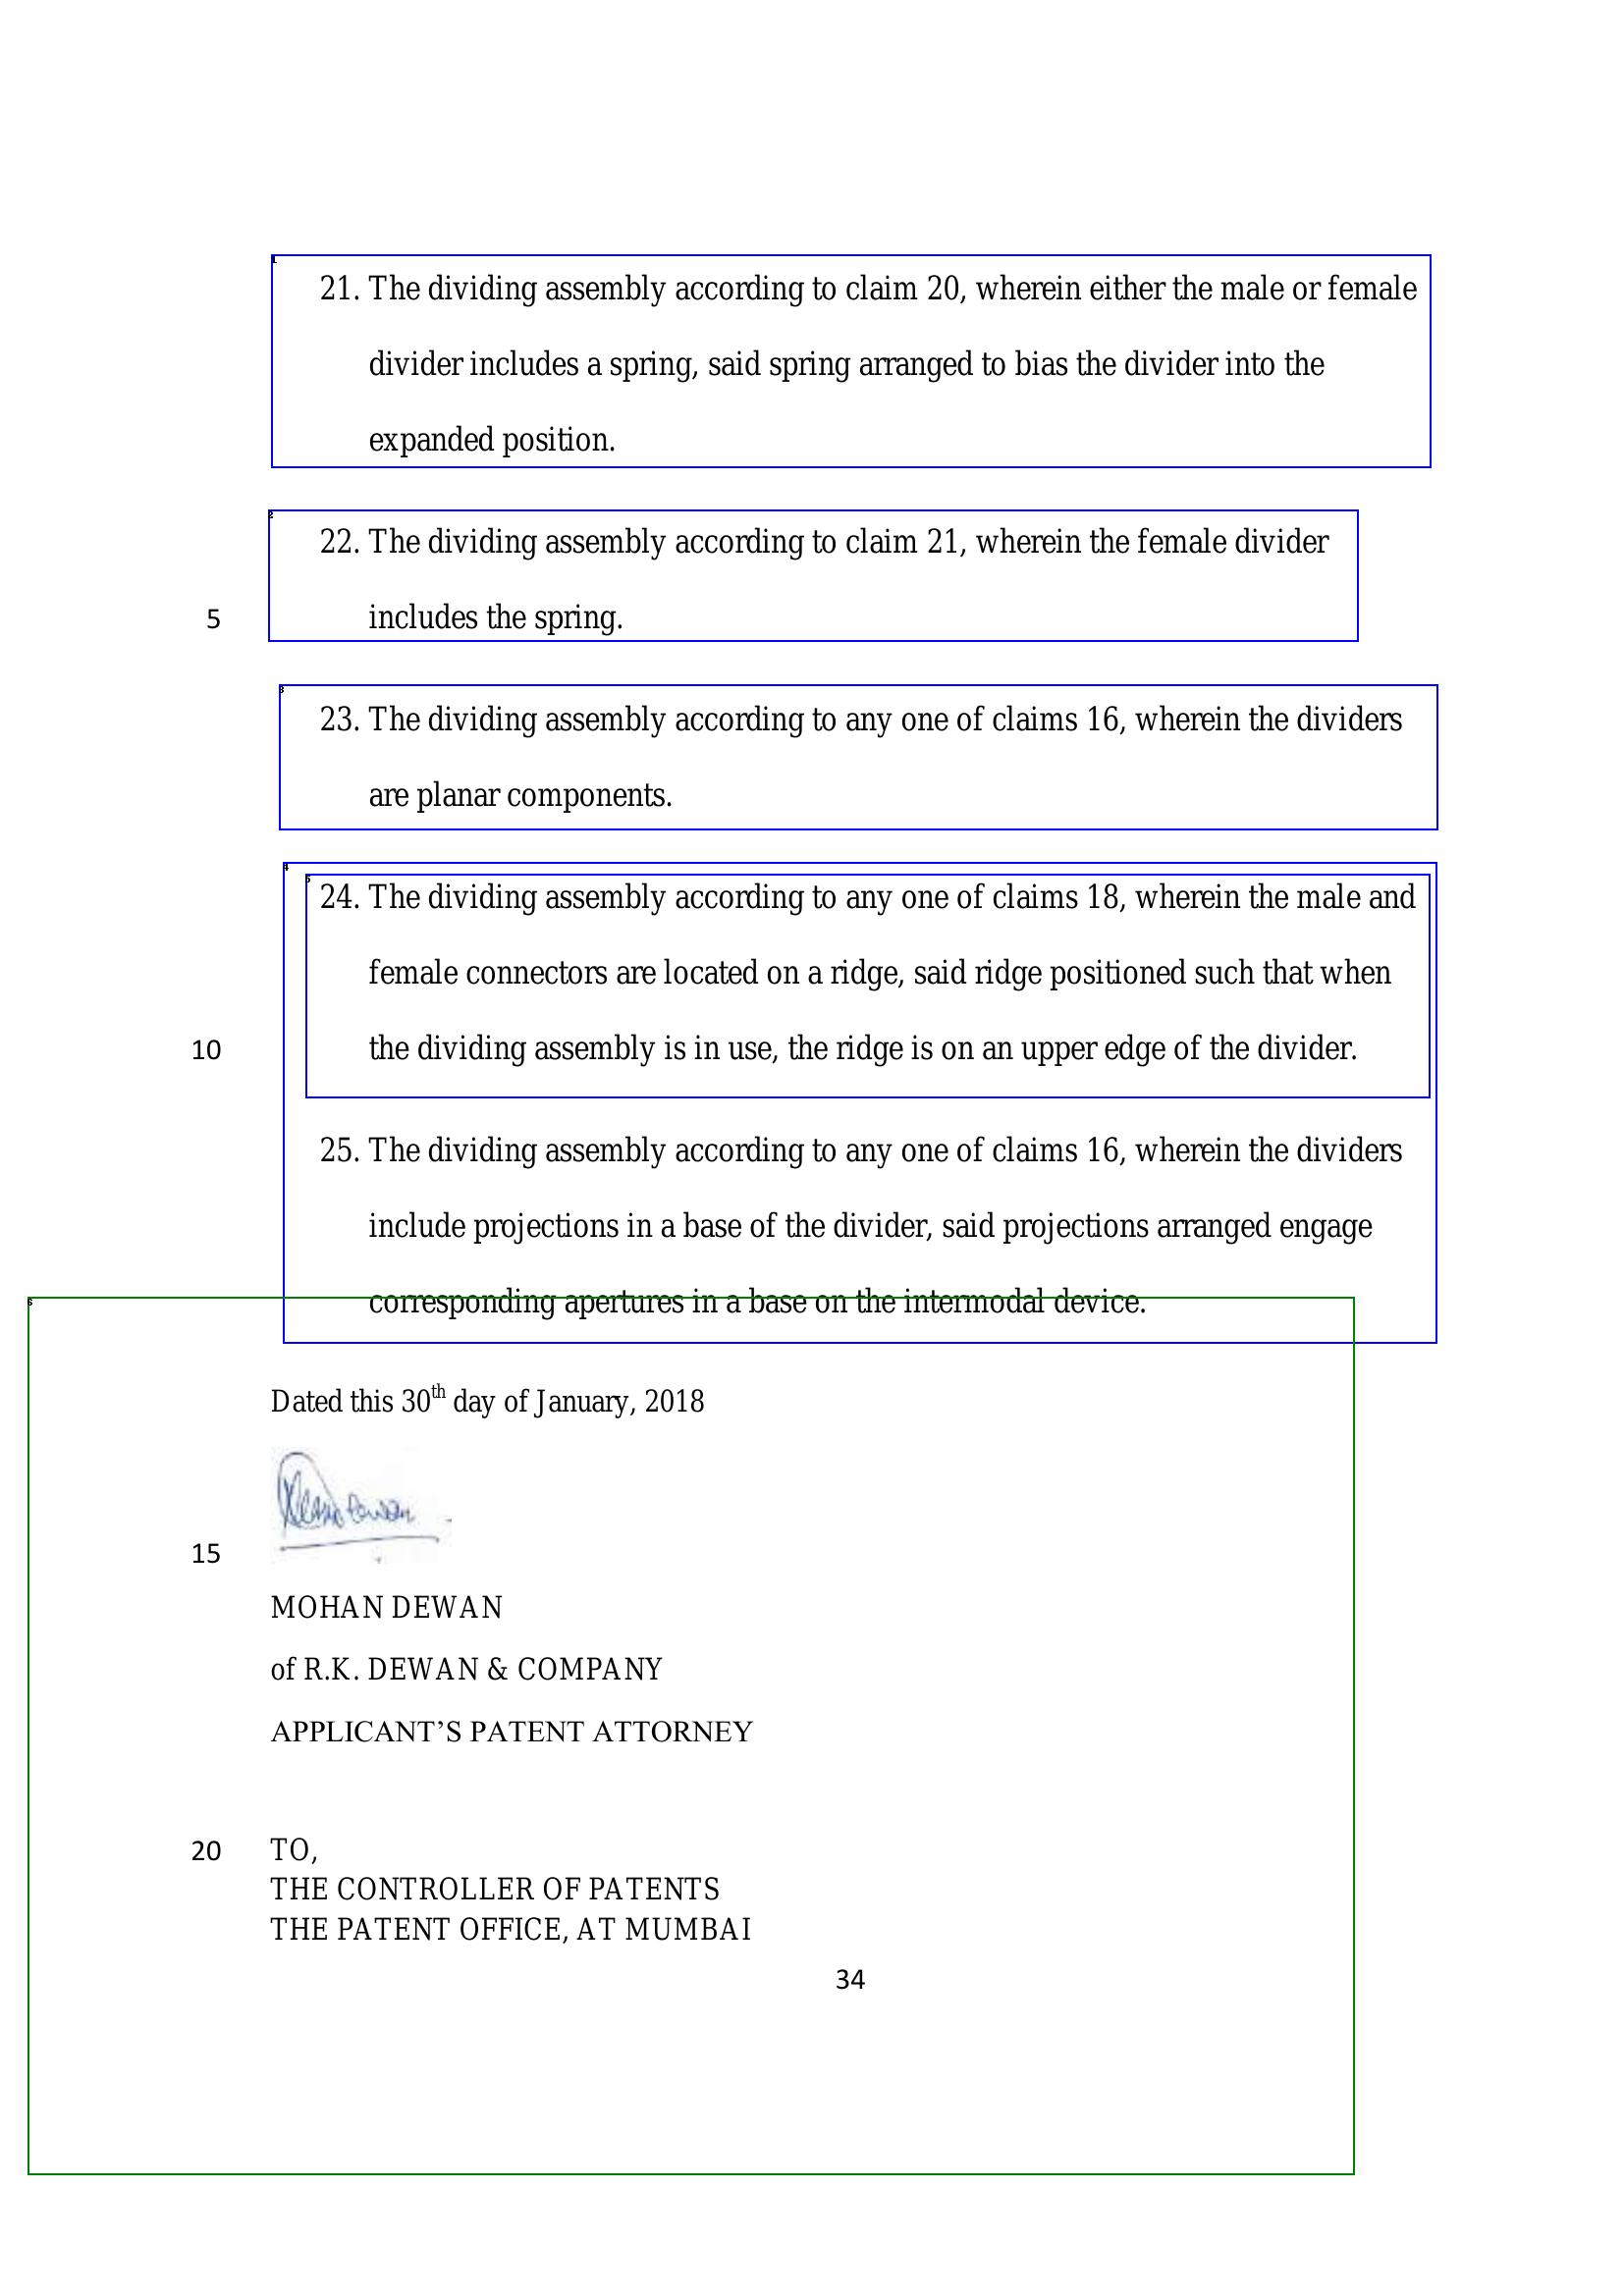 21. The dividing assembly according to claim 20, wherein either the male or female
divider includes a spring, said spring arranged to bias the divider into the
expanded position.
22. The dividing assembly according to claim 21, wherein the female divider
5 includes the spring.
23. The dividing assembly according to any one of claims 16, wherein the dividers
are planar components.
24. The dividing assembly according to any one of claims 18, wherein the male and
female connectors are located on a ridge, said ridge positioned such that when
10 the dividing assembly is in use, the ridge is on an upper edge of the divider.
25. The dividing assembly according to any one of claims 16, wherein the dividers
include projections in a base of the divider, said projections arranged engage
corresponding apertures in a base on the intermodal device.
Dated this 30th day of January, 2018
15
MOHAN DEWAN
of R.K. DEWAN & COMPANY
APPLICANT’S PATENT ATTORNEY
20 TO,
THE CONTROLLER OF PATENTS
THE PATENT OFFICE, AT MUMBAI
34